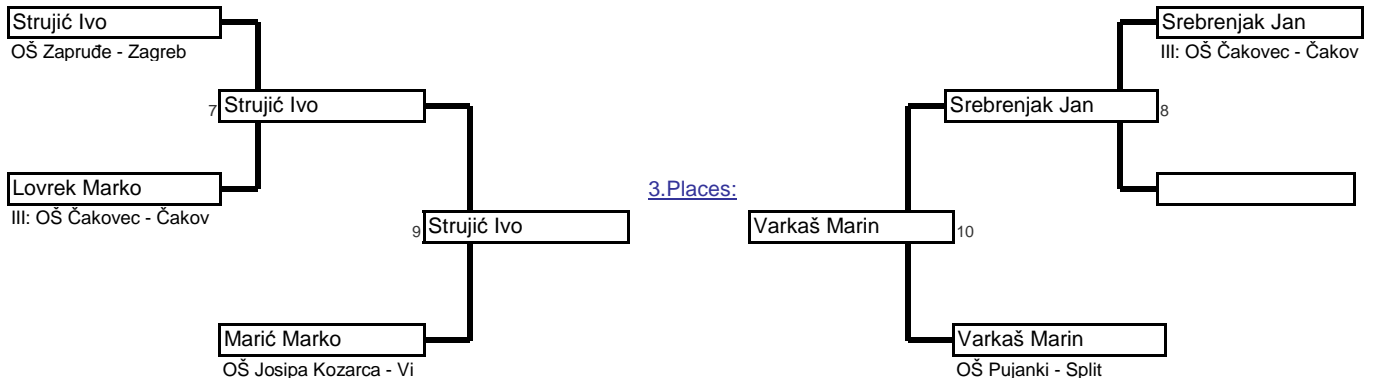 Strujić Ivo
OŠ Zapruđe - Zagreb
7 Strujić Ivo
Lovrek Marko
III: OŠ Čakovec - Čakov
9 Strujić Ivo
Marić Marko
OŠ Josipa Kozarca - Vi
3.Places:
Srebrenjak Jan
III: OŠ Čakovec - Čakov
Srebrenjak Jan 8
Varkaš Marin 10
Varkaš Marin
OŠ Pujanki - Split